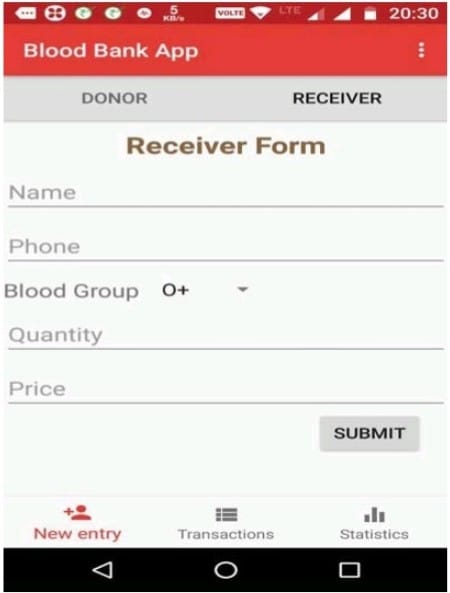 5 KB/s VOLTE LTE 20:30
Blood Bank App
DONOR RECEIVER
Receiver Form
Name
Phone
Blood Group O+
Quantity
Price
SUBMIT
New entry Transactions Statistics